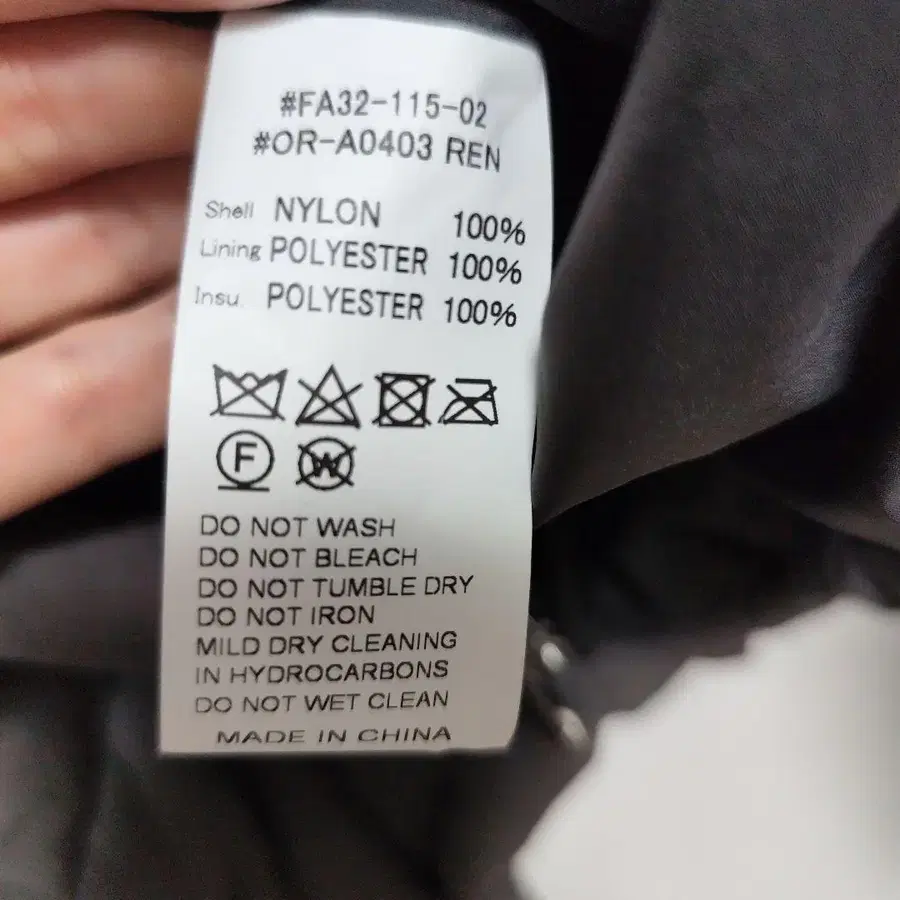 #FA32-115-02
#OR-A0403 REN
Shell NYLON 100%
Lining POLYESTER 100%
Insu. POLYESTER 100%
F W
DO NOT WASH
DO NOT BLEACH
DO NOT TUMBLE DRY
DO NOT IRON
MILD DRY CLEANING
IN HYDROCARBONS
DO NOT WET CLEAN
MADE IN CHINA